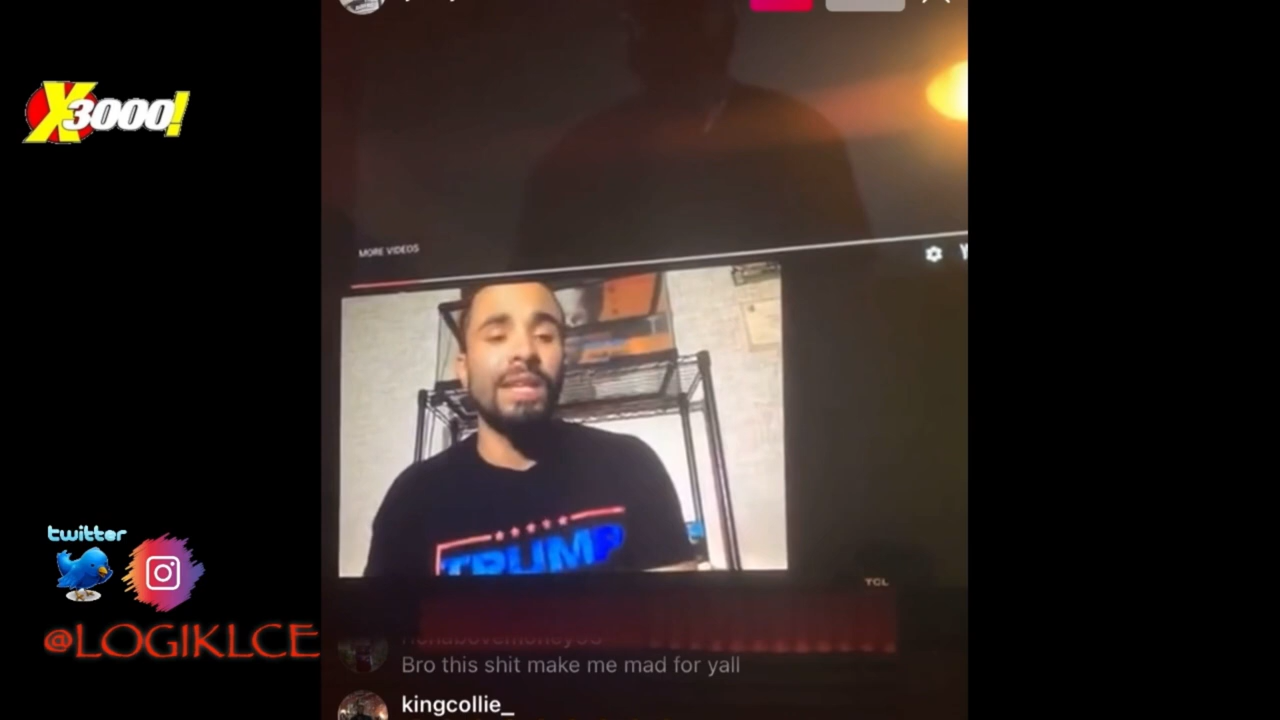 X3000!
MORE VIDEOS
TRUMP
TCL
twitter
@LOGIKLCE
Bro this shit make me mad for yall
kingcollie_